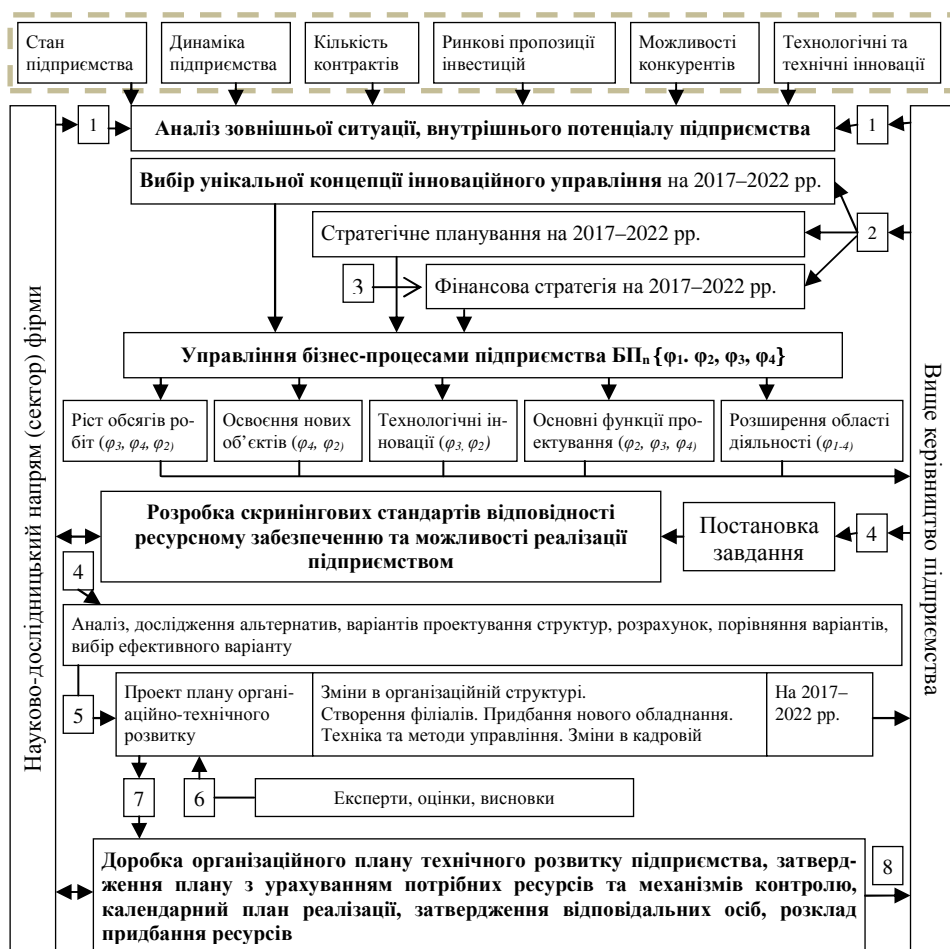 Стан
підприємства
Динаміка
підприємства
Кількість
контрактів
Ринкові пропозиції
інвестицій
Можливості
конкурентів
Технологічні та
технічні інновації
Науково-дослідницький напрям (сектор) фірми
1
Аналіз зовнішньої ситуації, внутрішнього потенціалу підприємства
1
Вище керівництво підприємства
Вибір унікальної концепції інноваційного управління на 2017–2022 рр.
Стратегічне планування на 2017–2022 рр.
2
3
Фінансова стратегія на 2017–2022 рр.
Управління бізнес-процесами підприємства БПn {φ1. φ2, φ3, φ4}
Ріст обсягів ро-
біт (φ3, φ4, φ2)
Освоєння нових
об’єктів (φ4, φ2)
Технологічні ін-
новації (φ3, φ2)
Основні функції про-
ектування (φ2, φ3, φ4)
Розширення області
діяльності (φ1-4)
Розробка скринінгових стандартів відповідності
ресурсному забезпеченню та можливості реалізації
підприємством
Постановка
завдання
4
4
Аналіз, дослідження альтернатив, варіантів проектування структур, розрахунок, порівняння варіантів,
вибір ефективного варіанту
5
Проект плану органі-
заційно-технічного
розвитку
Зміни в організаційній структурі.
Створення філіалів. Придбання нового обладнання.
Техніка та методи управління. Зміни в кадровій
На 2017–
2022 рр.
7
6
Експерти, оцінки, висновки
Доробка організаційного плану технічного розвитку підприємства, затвер-
дження плану з урахуванням потрібних ресурсів та механізмів контролю,
календарний план реалізації, затвердження відповідальних осіб, розклад
придбання ресурсів
8